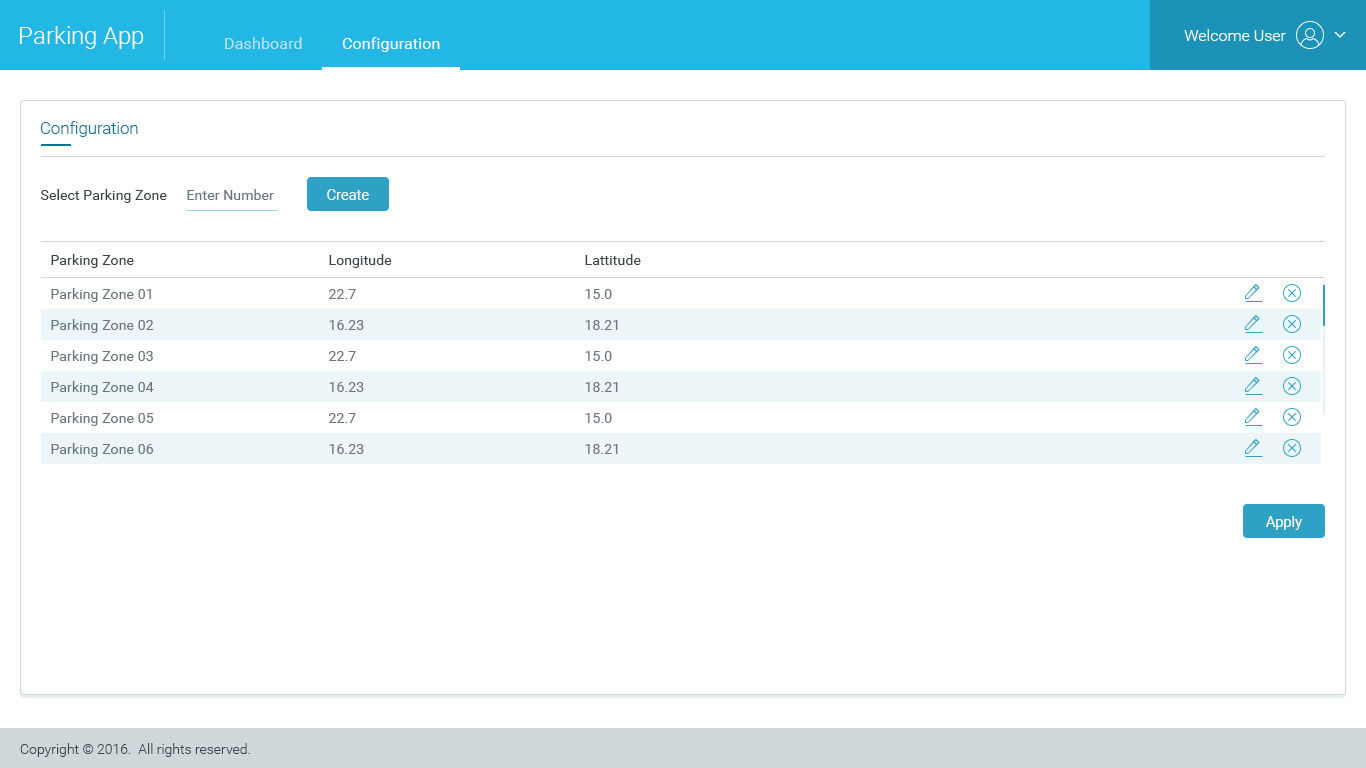 Parking App
Dashboard Configuration
Welcome User
Configuration
Select Parking Zone Enter Number Create
Parking Zone Longitude Lattitude
Parking Zone 01 22.7 15.0
Parking Zone 02 16.23 18.21
Parking Zone 03 22.7 15.0
Parking Zone 04 16.23 18.21
Parking Zone 05 22.7 15.0
Parking Zone 06 16.23 18.21
Apply
Copyright © 2016.  All rights reserved.